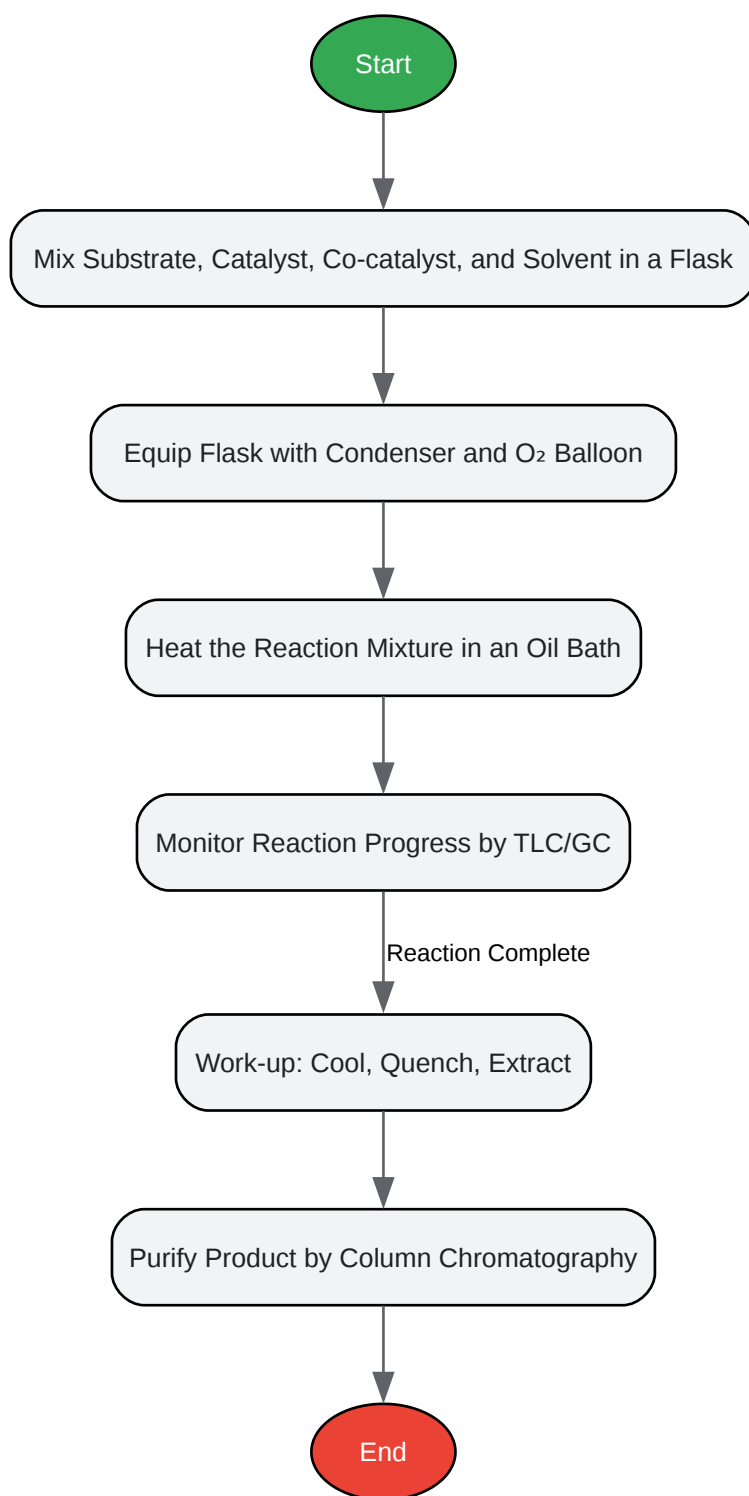 Start
Mix Substrate, Catalyst, Co-catalyst, and Solvent in a Flask
Equip Flask with Condenser and O₂ Balloon
Heat the Reaction Mixture in an Oil Bath
Monitor Reaction Progress by TLC/GC
Reaction Complete
Work-up: Cool, Quench, Extract
Purify Product by Column Chromatography
End